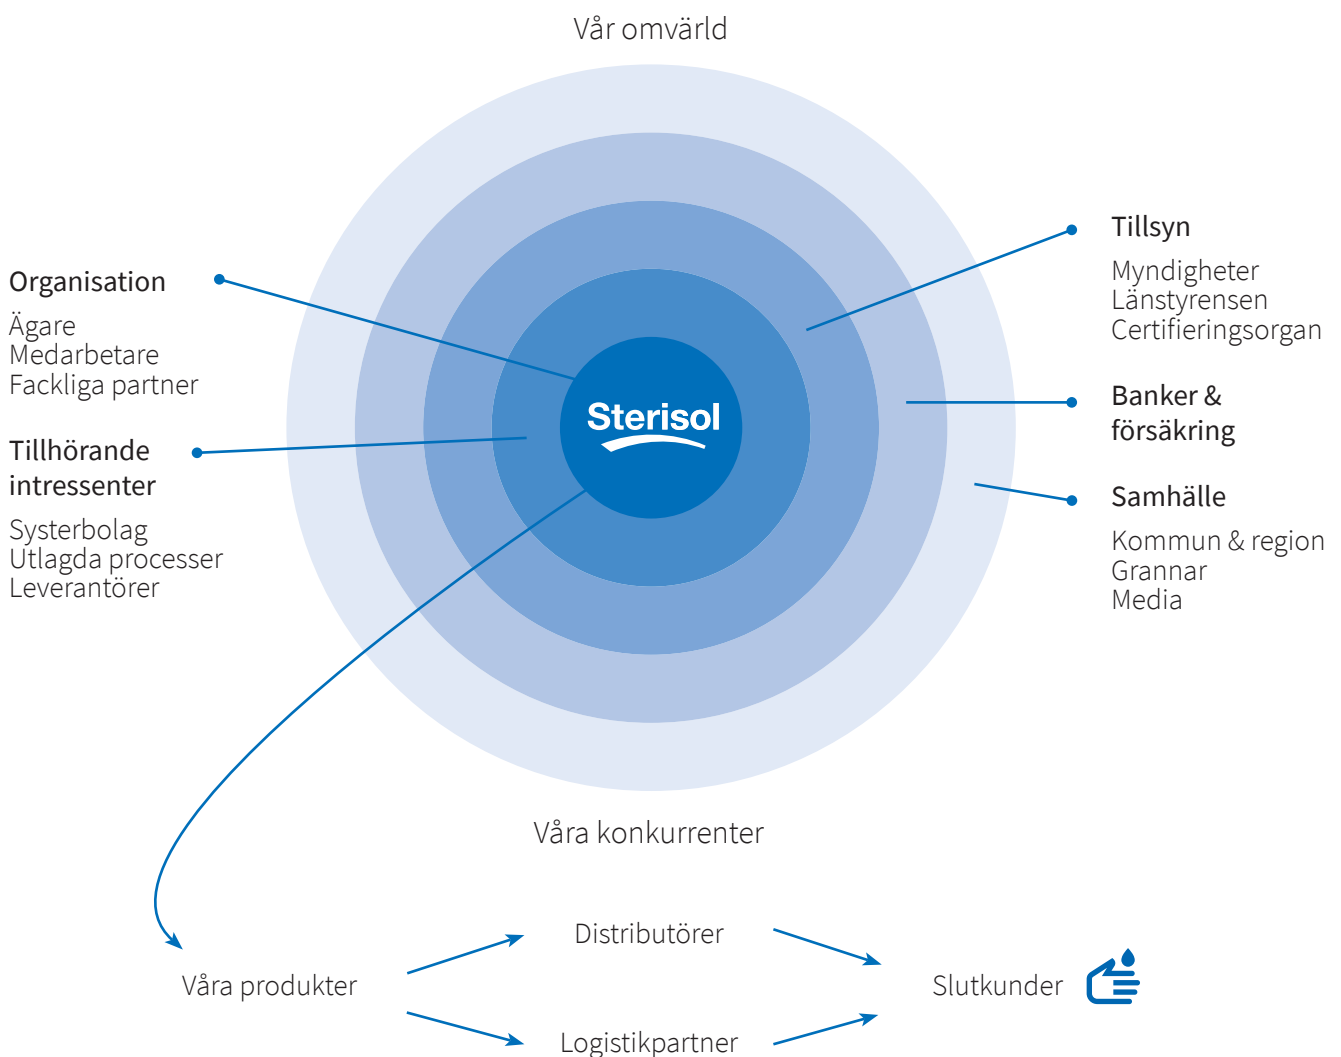 Vår omvärld
Organisation
Ägare
Medarbetare
Fackliga partner
Tillhörande
intressenter
Systerbolag
Utlagda processer
Leverantörer
Sterisol
Tillsyn
Myndigheter
Länstyrensen
Certifieringsorgan
Banker &
försäkring
Samhälle
Kommun & region
Grannar
Media
Våra konkurrenter
Våra produkter
Distributörer
Logistikpartner
Slutkunder